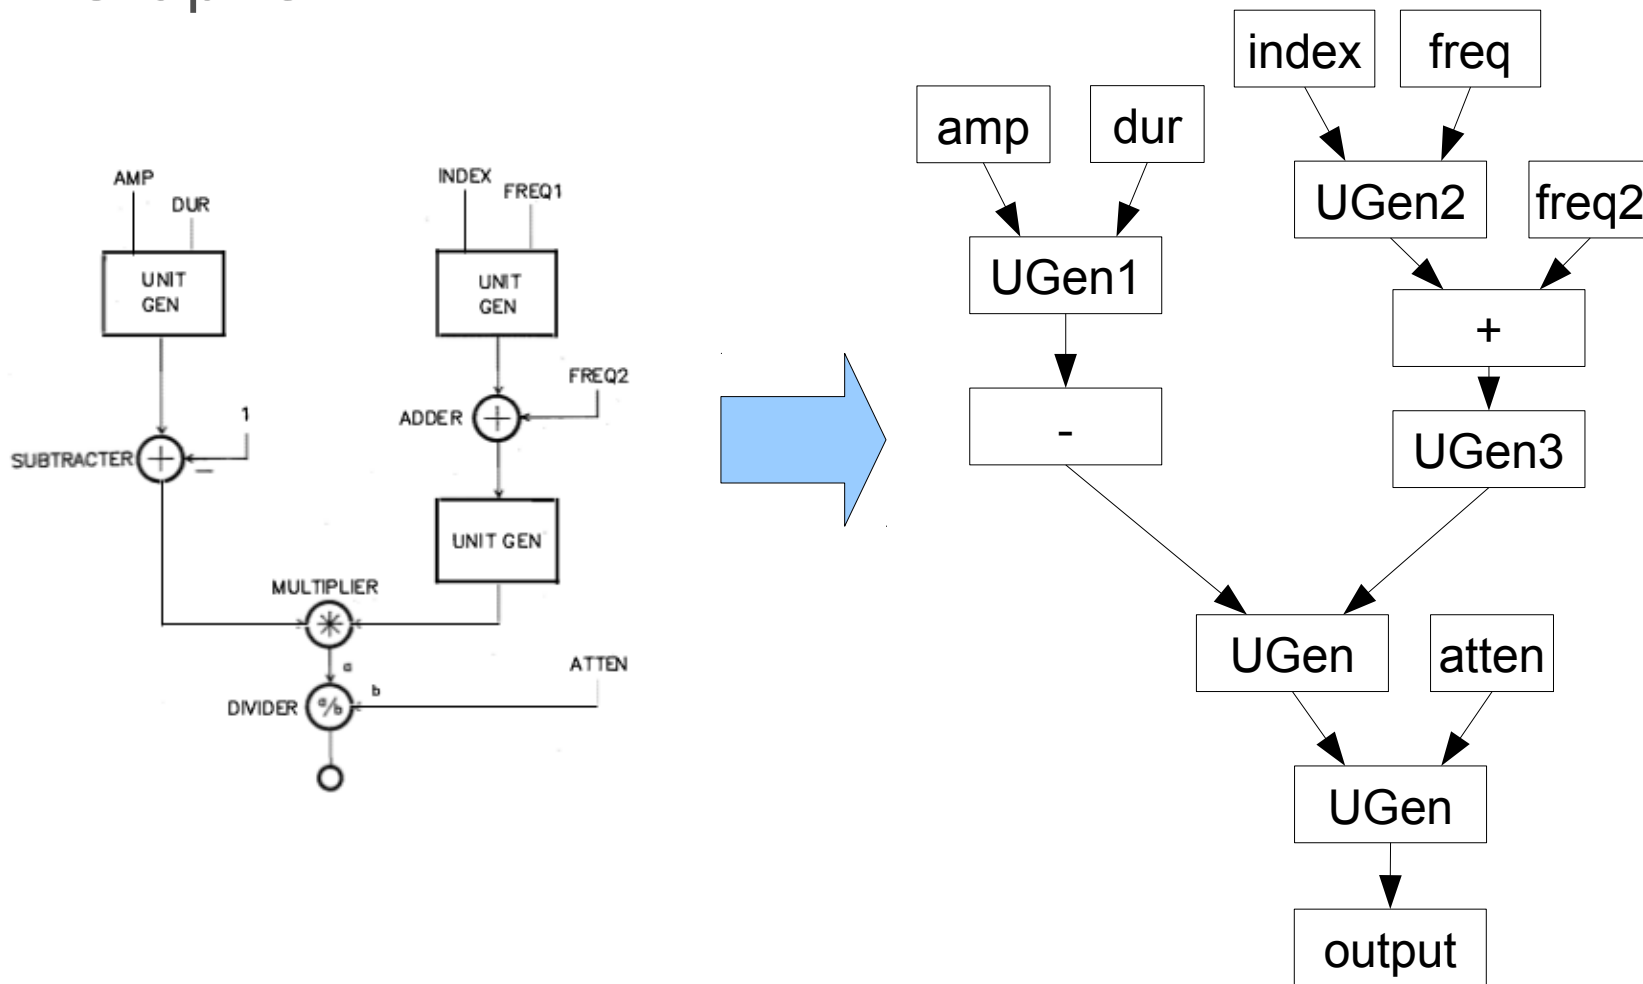 AMP
DUR
INDEX
FREQ1
UNIT
GEN
UNIT
GEN
FREQ2
ADDER
+
1
SUBTRACTER
+
−
UNIT GEN
MULTIPLIER
*
a
ATTEN
b
DIVIDER
a/b
index
freq
amp
dur
UGen2
freq2
UGen1
+
-
UGen3
UGen
atten
UGen
output